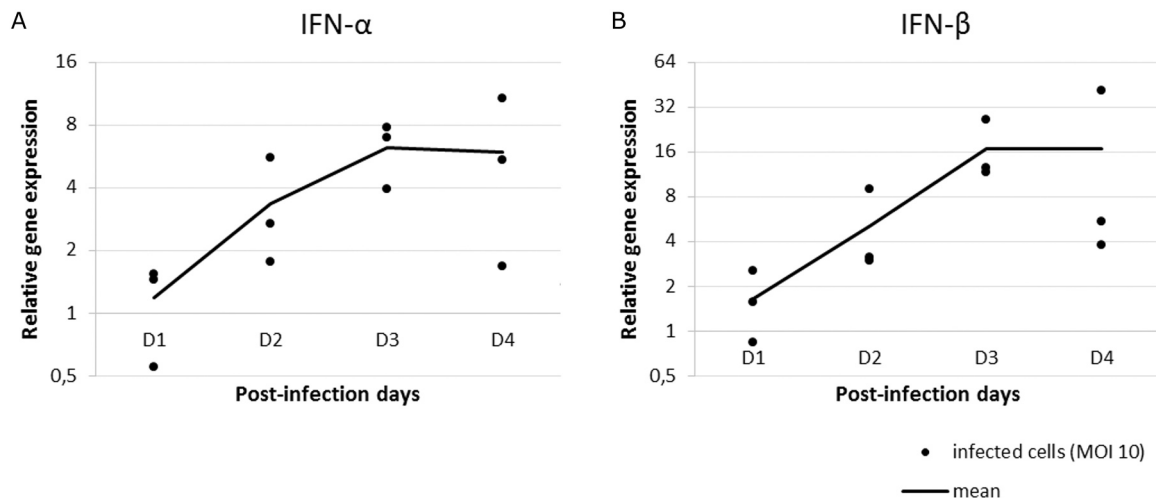 A
IFN-α
Relative gene expression
16
8
4
2
1
0,5
D1 D2 D3 D4
Post-infection days
B
IFN-β
Relative gene expression
64
32
16
8
4
2
1
0,5
D1 D2 D3 D4
Post-infection days
infected cells (MOI 10)
mean